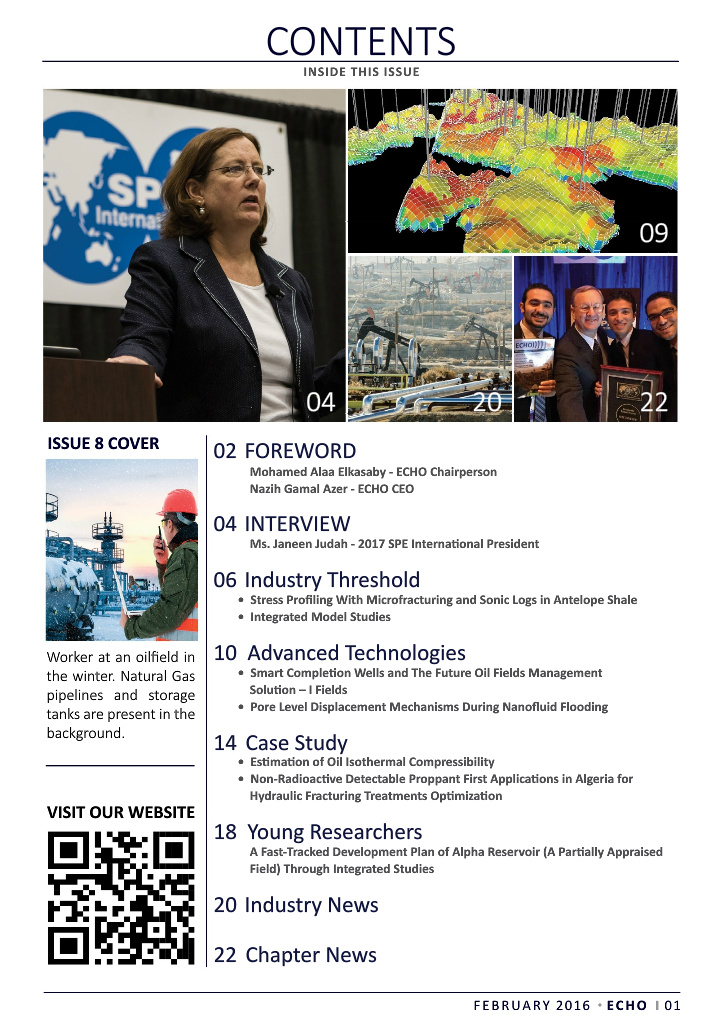 CONTENTS
INSIDE THIS ISSUE
SP
Interna
04
09
20
ECHO
22
ISSUE 8 COVER
Worker at an oilfield in
the winter. Natural Gas
pipelines and storage
tanks are present in the
background.
VISIT OUR WEBSITE
02 FOREWORD
Mohamed Alaa Elkasaby - ECHO Chairperson
Nazih Gamal Azer - ECHO CEO
04 INTERVIEW
Ms. Janeen Judah - 2017 SPE International President
06 Industry Threshold
• Stress Profiling With Microfracturing and Sonic Logs in Antelope Shale
• Integrated Model Studies
10 Advanced Technologies
• Smart Completion Wells and The Future Oil Fields Management
Solution – I Fields
• Pore Level Displacement Mechanisms During Nanofluid Flooding
14 Case Study
• Estimation of Oil Isothermal Compressibility
• Non-Radioactive Detectable Proppant First Applications in Algeria for
Hydraulic Fracturing Treatments Optimization
18 Young Researchers
A Fast-Tracked Development Plan of Alpha Reservoir (A Partially Appraised
Field) Through Integrated Studies
20 Industry News
22 Chapter News
FEBRUARY 2016 • ECHO | 01